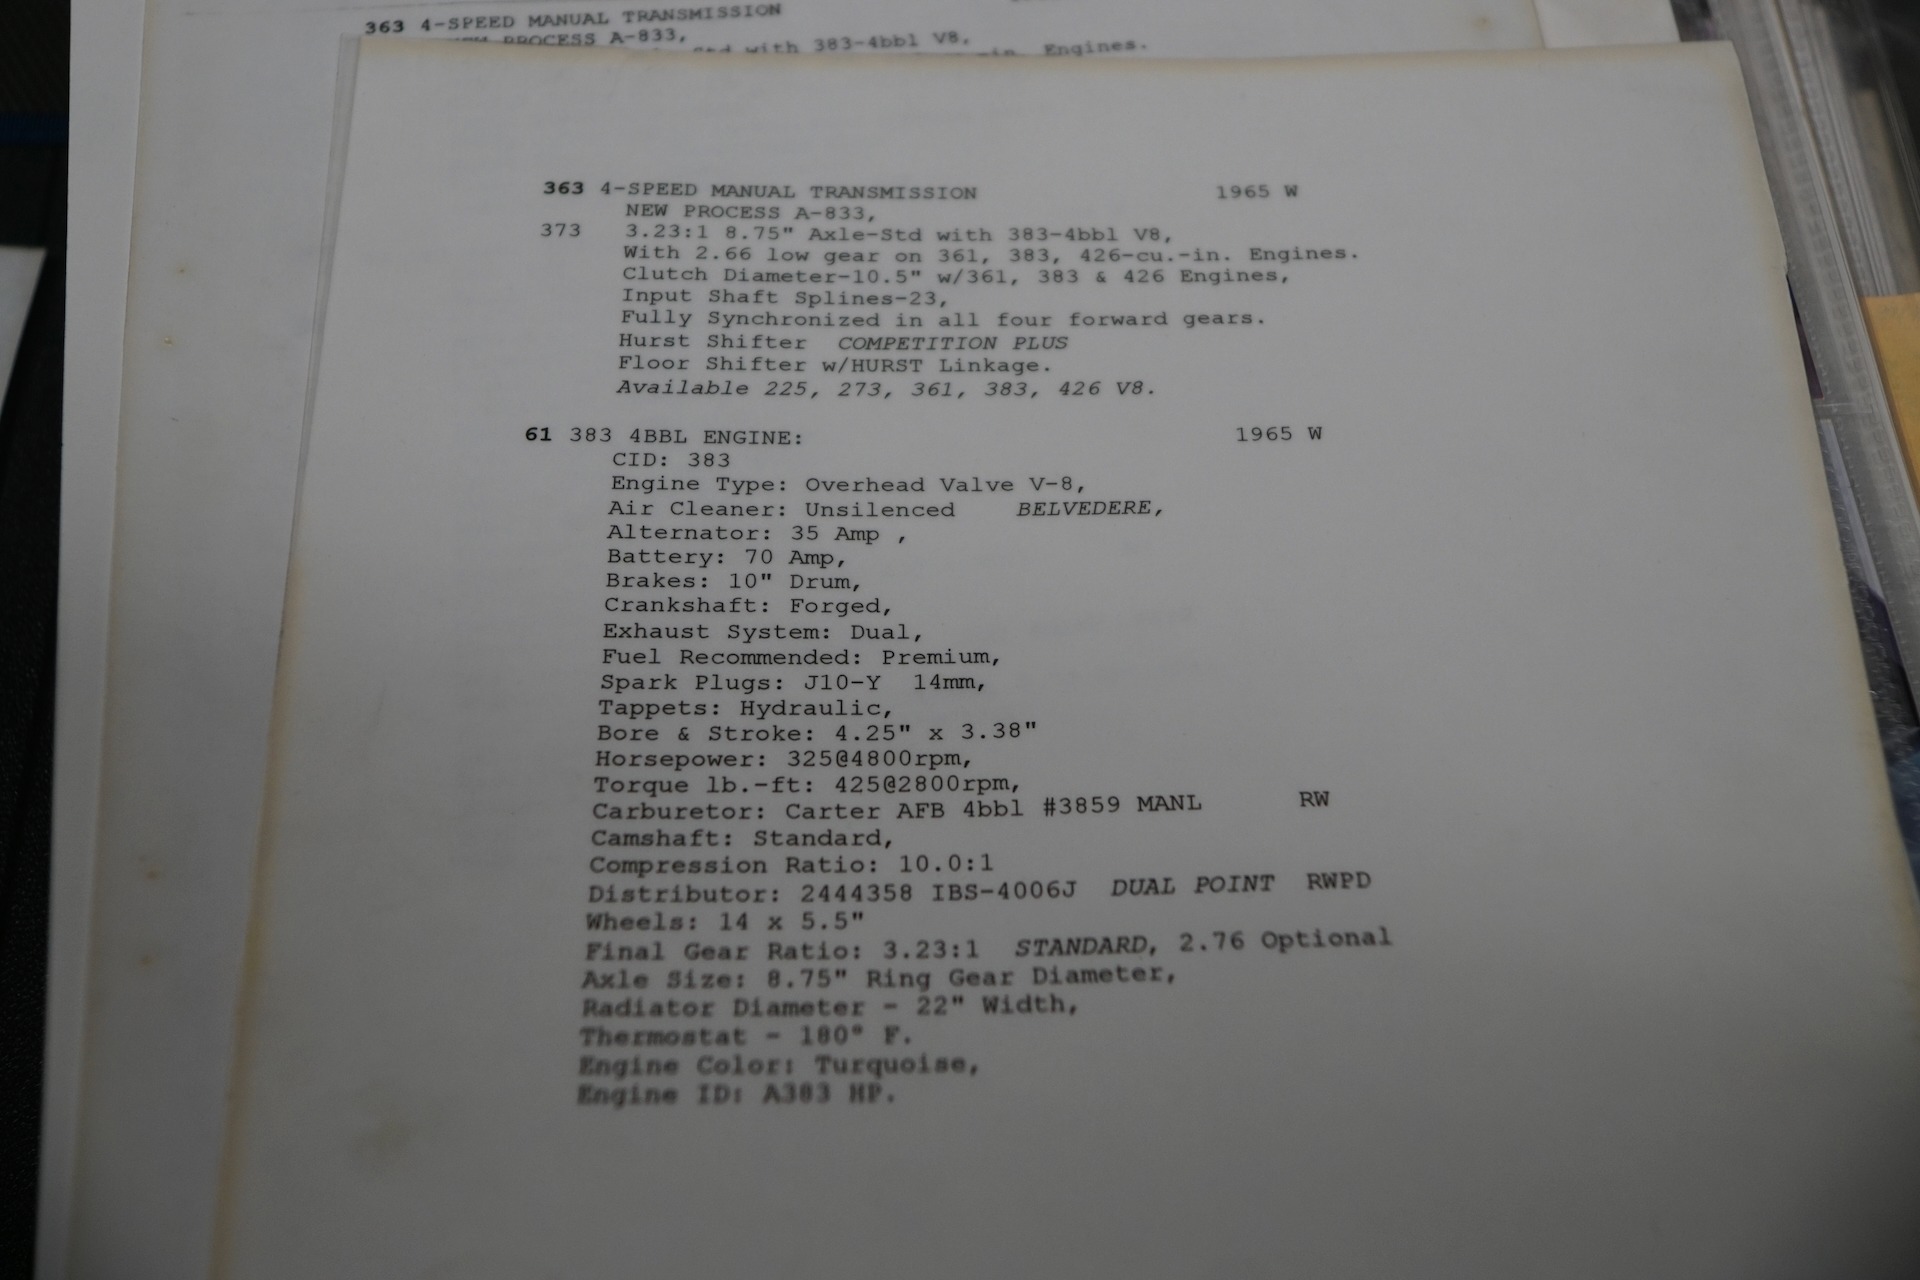 363 4-SPEED MANUAL TRANSMISSION
PROCESS A-833,
with 383-4bbl V8,
Engines.
363 4-SPEED MANUAL TRANSMISSION 1965 W
NEW PROCESS A-833,
373 3.23:1 8.75" Axle-Std with 383-4bbl V8,
With 2.66 low gear on 361, 383, 426-cu.-in. Engines.
Clutch Diameter-10.5" w/361, 383 & 426 Engines,
Input Shaft Splines-23,
Fully Synchronized in all four forward gears.
Hurst Shifter COMPETITION PLUS
Floor Shifter w/HURST Linkage.
Available 225, 273, 361, 383, 426 V8.
61 383 4BBL ENGINE: 1965 W
CID: 383
Engine Type: Overhead Valve V-8,
Air Cleaner: Unsilenced BELVEDERE,
Alternator: 35 Amp ,
Battery: 70 Amp,
Brakes: 10" Drum,
Crankshaft: Forged,
Exhaust System: Dual,
Fuel Recommended: Premium,
Spark Plugs: J10-Y 14mm,
Tappets: Hydraulic,
Bore & Stroke: 4.25" x 3.38"
Horsepower: 325@4800rpm,
Torque lb.-ft: 425@2800rpm,
Carburetor: Carter AFB 4bbl #3859 MANL RW
Camshaft: Standard,
Compression Ratio: 10.0:1
Distributor: 2444358 IBS-4006J DUAL POINT RWPD
Wheels: 14 x 5.5"
Final Gear Ratio: 3.23:1 STANDARD, 2.76 Optional
Axle Size: 8.75" Ring Gear Diameter,
Radiator Diameter - 22" Width,
Thermostat - 180° F.
Engine Color: Turquoise,
Engine ID: A383 HP.